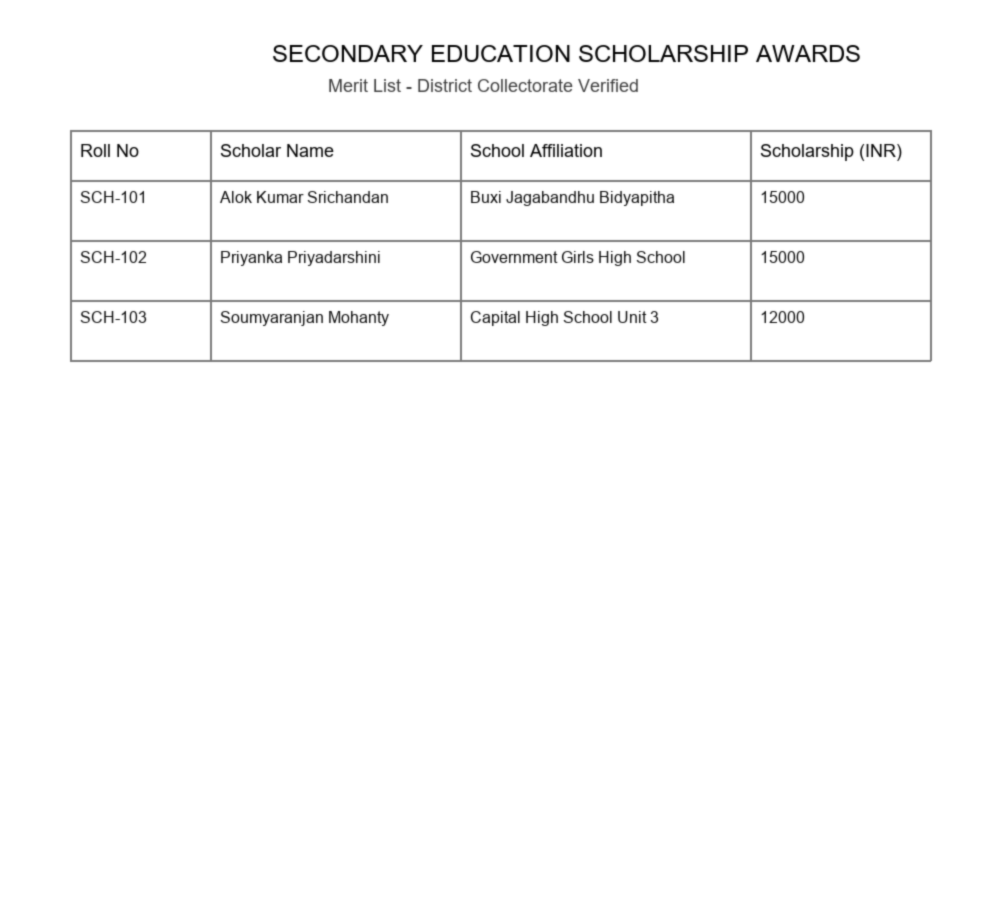 SECONDARY EDUCATION SCHOLARSHIP AWARDS
Merit List - District Collectorate Verified
Roll No Scholar Name School Affiliation Scholarship (INR)
SCH-101 Alok Kumar Srichandan Buxi Jagabandhu Bidyapitha 15000
SCH-102 Priyanka Priyadarshini Government Girls High School 15000
SCH-103 Soumyaranjan Mohanty Capital High School Unit 3 12000